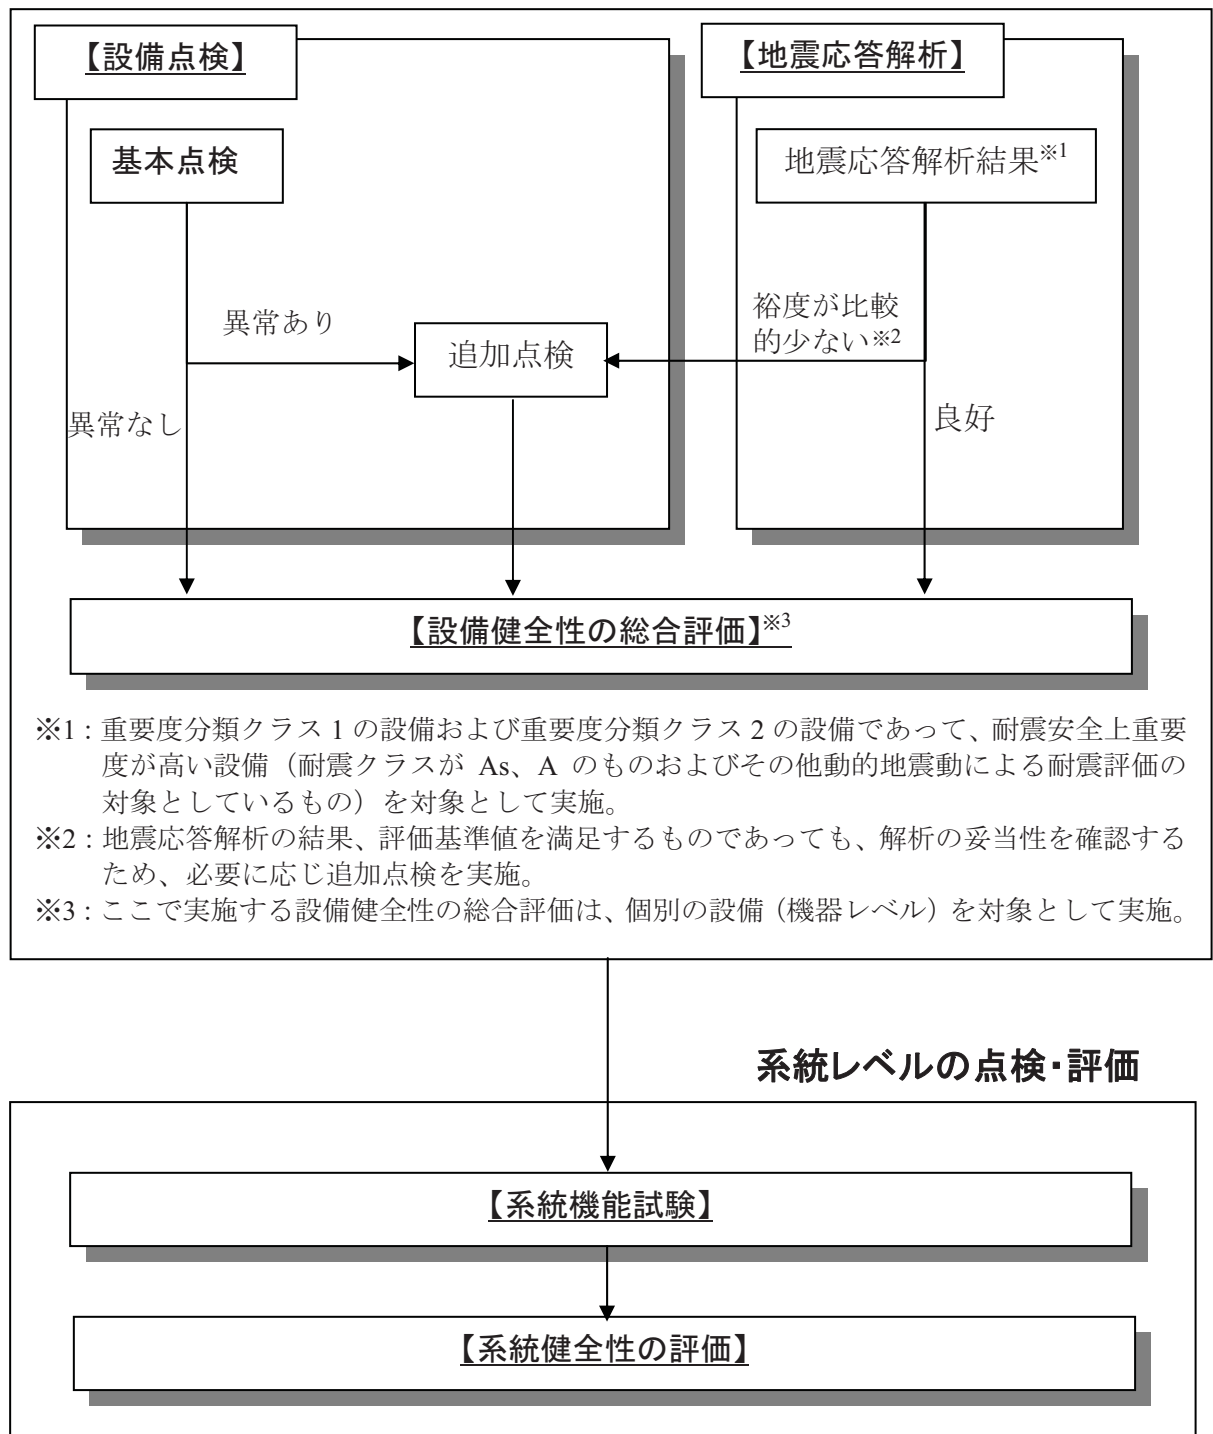 【設備点検】
【地震応答解析】
基本点検
地震応答解析結果※1
異常あり
追加点検
裕度が比較
的少ない※2
異常なし
良好
【設備健全性の総合評価】※3
※1：重要度分類クラス 1 の設備および重要度分類クラス 2 の設備であって、耐震安全上重要
度が高い設備（耐震クラスが As、A のものおよびその他動的地震動による耐震評価の
対象としているもの）を対象として実施。
※2：地震応答解析の結果、評価基準値を満足するものであっても、解析の妥当性を確認する
ため、必要に応じ追加点検を実施。
※3：ここで実施する設備健全性の総合評価は、個別の設備（機器レベル）を対象として実施。
系統レベルの点検・評価
【系統機能試験】
【系統健全性の評価】